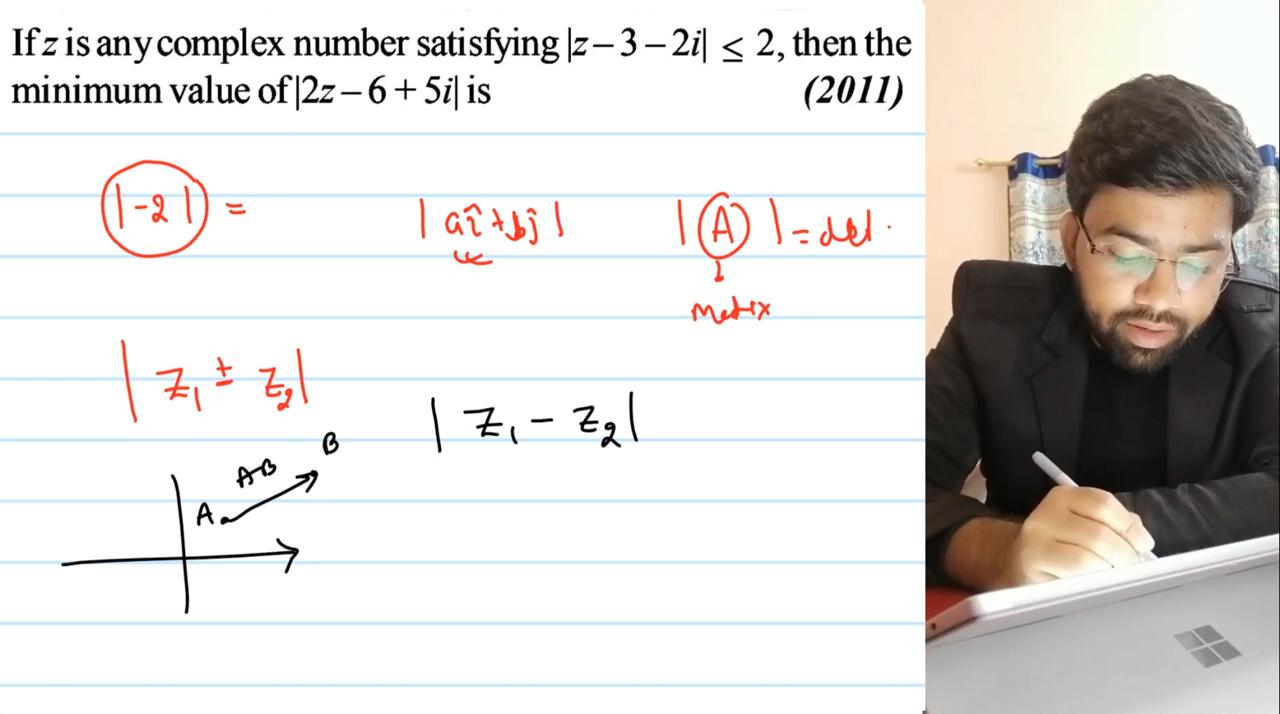 If z is any complex number satisfying |z – 3 – 2i| ≤ 2, then the
minimum value of |2z – 6 + 5i| is (2011)
|-2| =
|aî + bĵ|
|A| = det.
Matrix
|z₁ ± z₂|
|z₁ - z₂|
B
AB
A